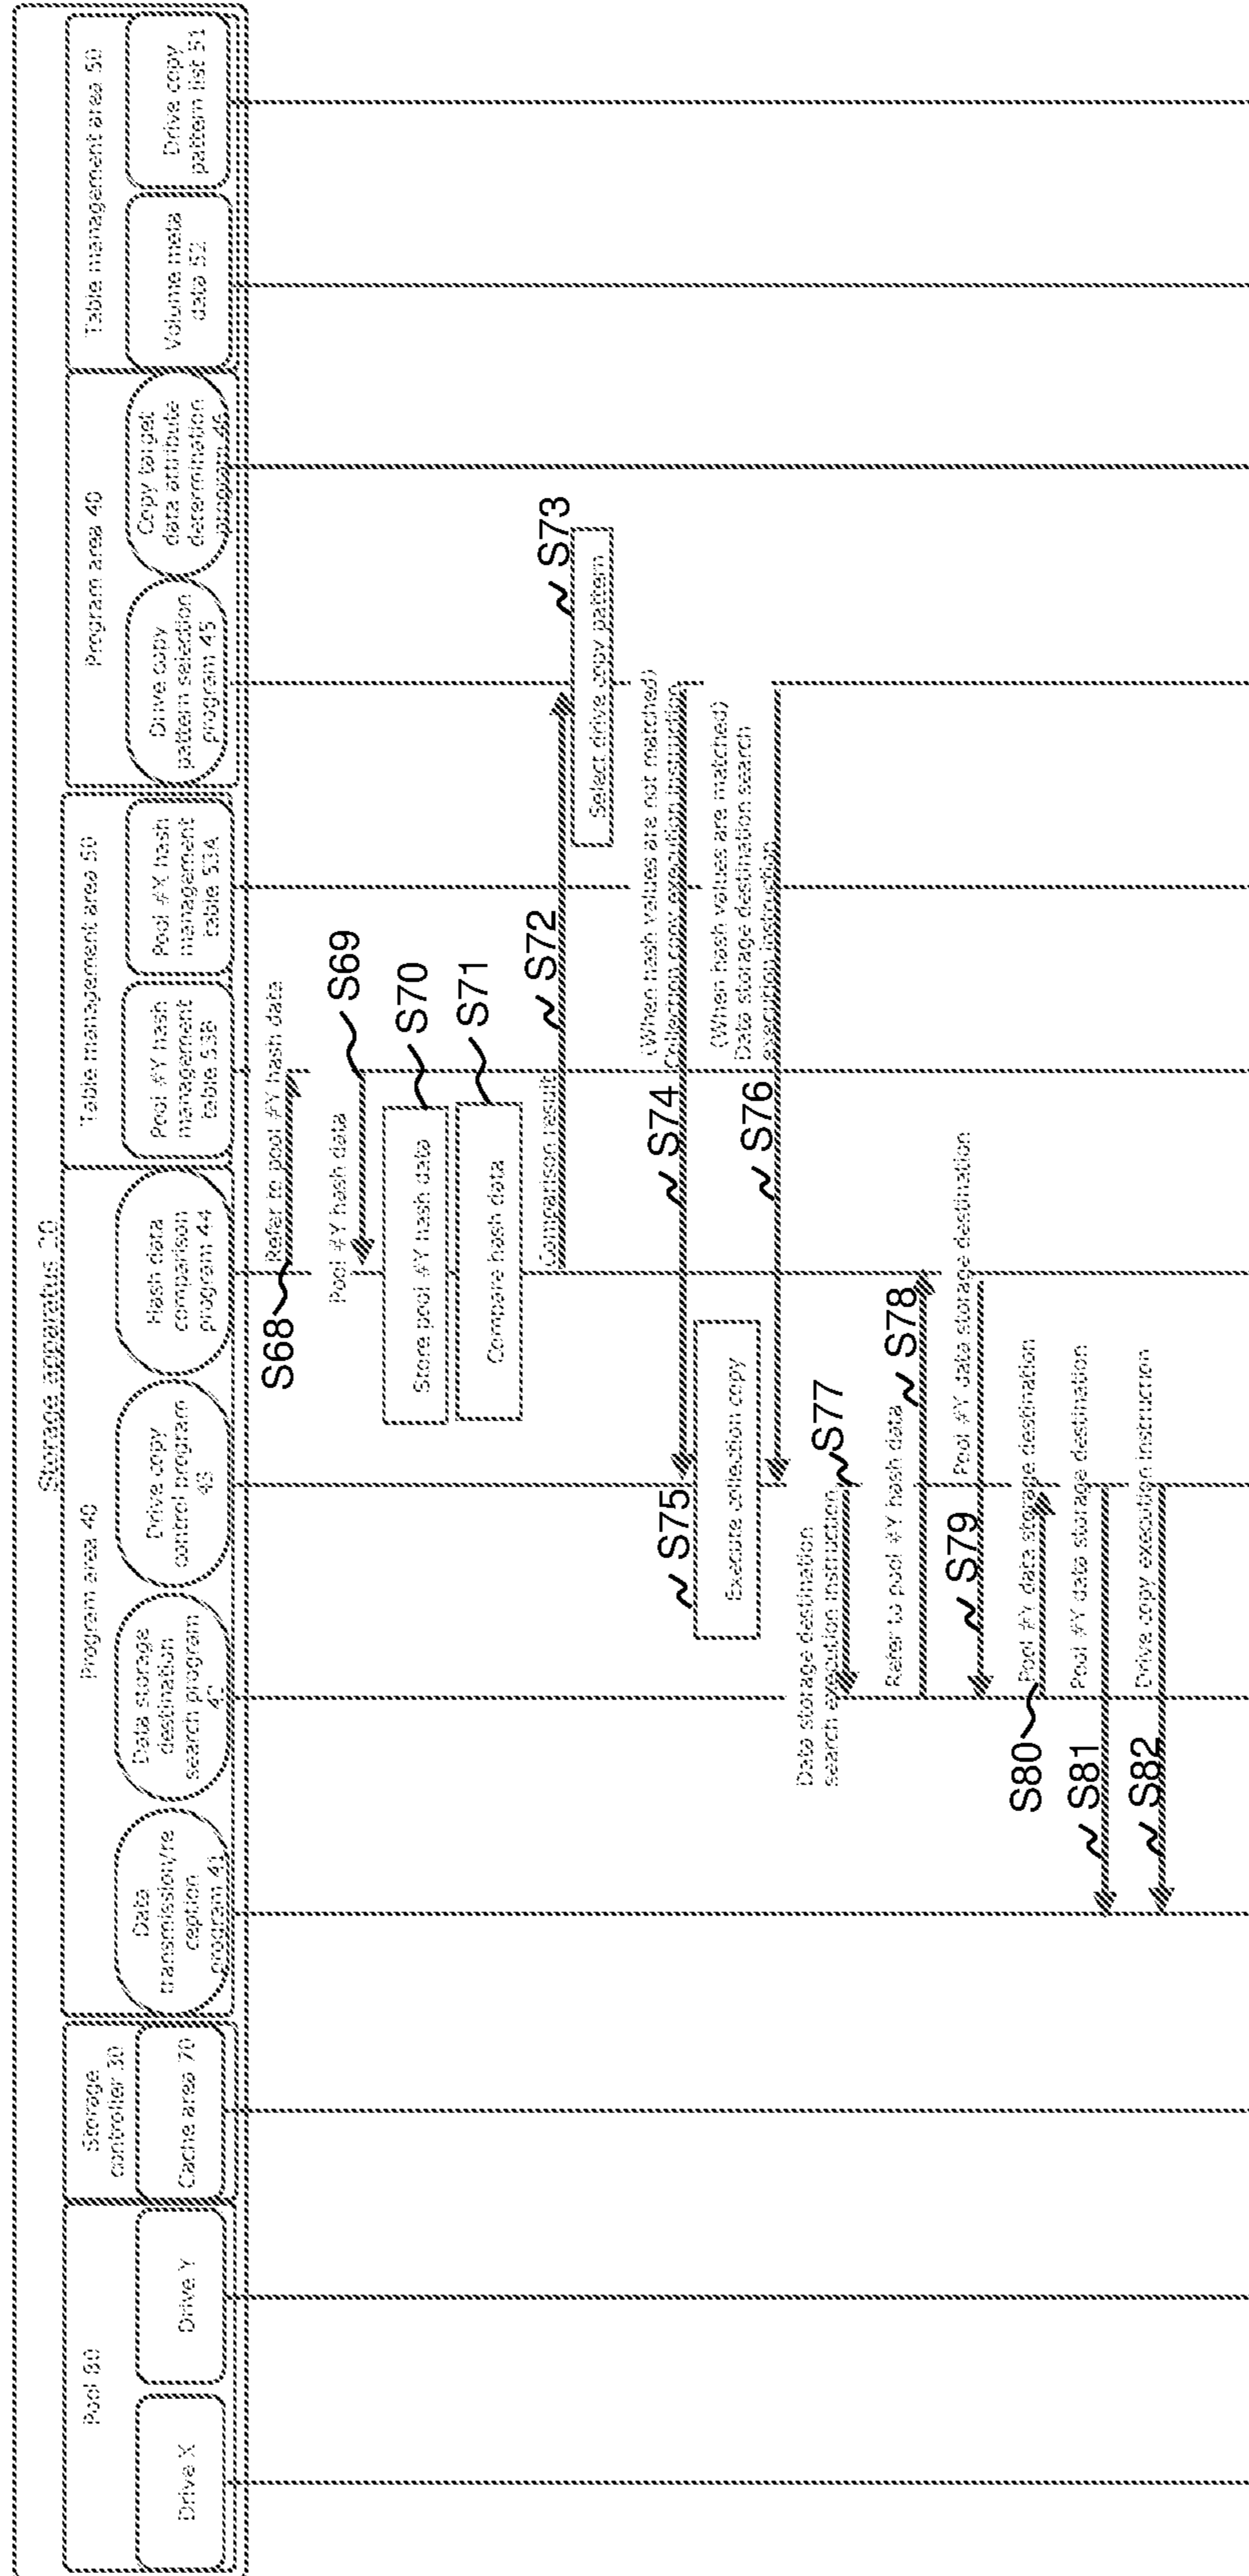 Storage apparatus 20
Pool 80
Drive X
Drive Y
Storage
controller 30
Cache area 70
Program area 40
Data
transmission/re
ception
program 41
Data storage
destination
search program
42
Drive copy
control program
43
Hash data
comparison
program 44
Table management area 50
Pool #Y hash
management
table 53B
Pool #X hash
management
table 53A
Program area 40
Drive copy
pattern selection
program 45
Copy target
data attribute
determination
program 46
Table management area 50
Volume meta
data 52
Drive copy
pattern list 51
S68
Refer to pool #Y hash date
S69
Pool #Y hash data
S70
Store pool #Y hash data
S71
Compare hash data
S72
Comparison result
S73
Select drive copy pattern
S74
(When hash values are not matched)
Collection copy execution instruction
S75
Execute collection copy
S76
(When hash values are matched)
Data storage destination search
execution instruction
S77
Data storage destination
search execution instruction
S78
Refer to pool #Y hash data
S79
Pool #Y data storage destination
S80
Pool #Y data storage destination
S81
Pool #Y data storage destination
S82
Drive copy execution instruction